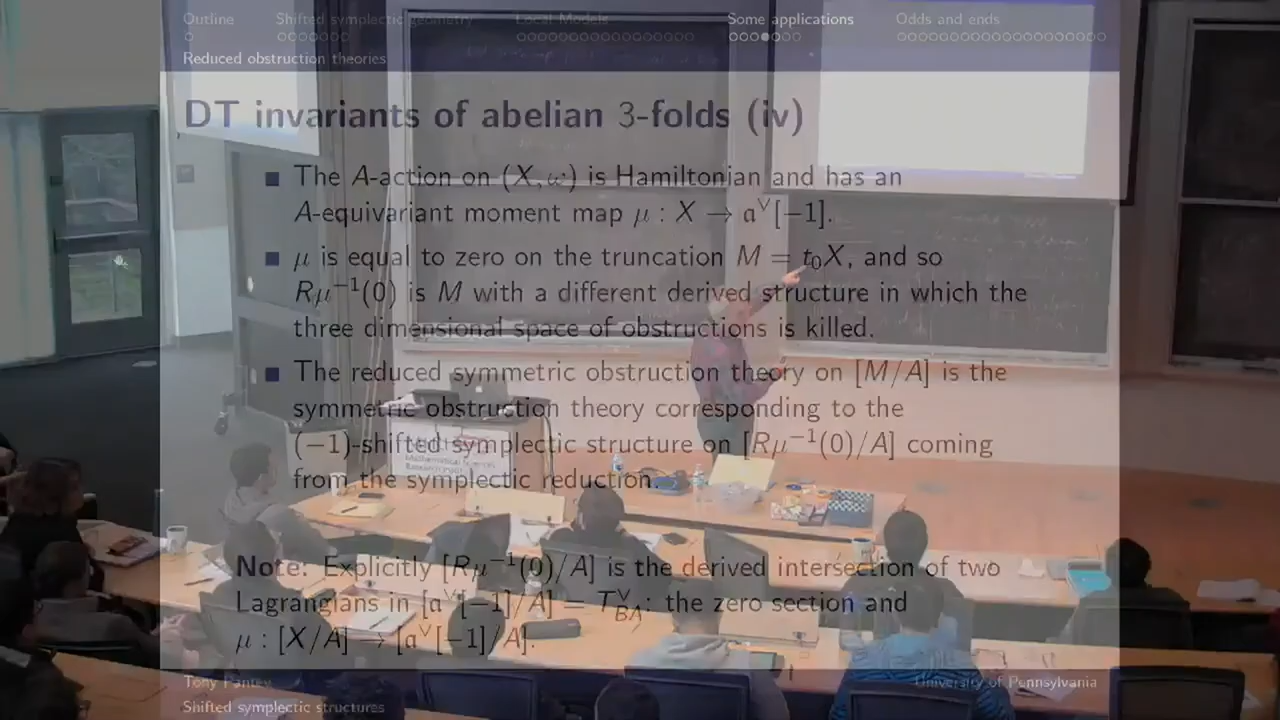 Outline Shifted symplectic geometry Local Models Some applications Odds and ends
Reduced obstruction theories
DT invariants of abelian 3-folds (iv)
■ The A-action on (X, ω) is Hamiltonian and has an
A-equivariant moment map μ : X → a^∨[−1].
■ μ is equal to zero on the truncation M = t₀X, and so
Rμ⁻¹(0) is M with a different derived structure in which the
three dimensional space of obstructions is killed.
■ The reduced symmetric obstruction theory on [M/A] is the
symmetric obstruction theory corresponding to the
(−1)-shifted symplectic structure on [Rμ⁻¹(0)/A] coming
from the symplectic reduction.
Mathematical Sciences
Note: Explicitly [Rμ⁻¹(0)/A] is the derived intersection of two
Lagrangians in [a^∨[−1]/A] = T^∨_BA: the zero section and
μ : [X/A] → [a^∨[−1]/A].
Tony Pantev University of Pennsylvania
Shifted symplectic structures